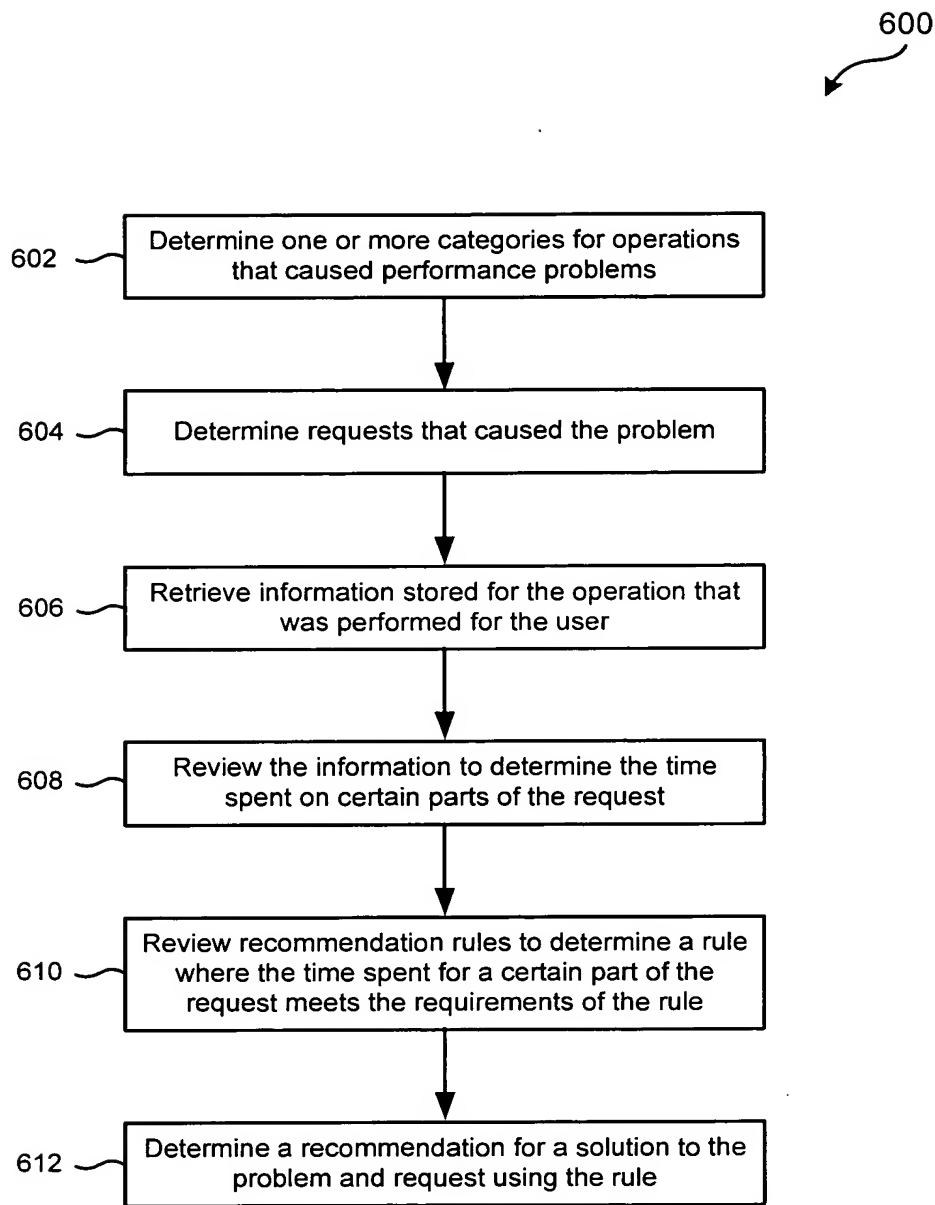 600
602
Determine one or more categories for operations
that caused performance problems
604
Determine requests that caused the problem
606
Retrieve information stored for the operation that
was performed for the user
608
Review the information to determine the time
spent on certain parts of the request
610
Review recommendation rules to determine a rule
where the time spent for a certain part of the
request meets the requirements of the rule
612
Determine a recommendation for a solution to the
problem and request using the rule